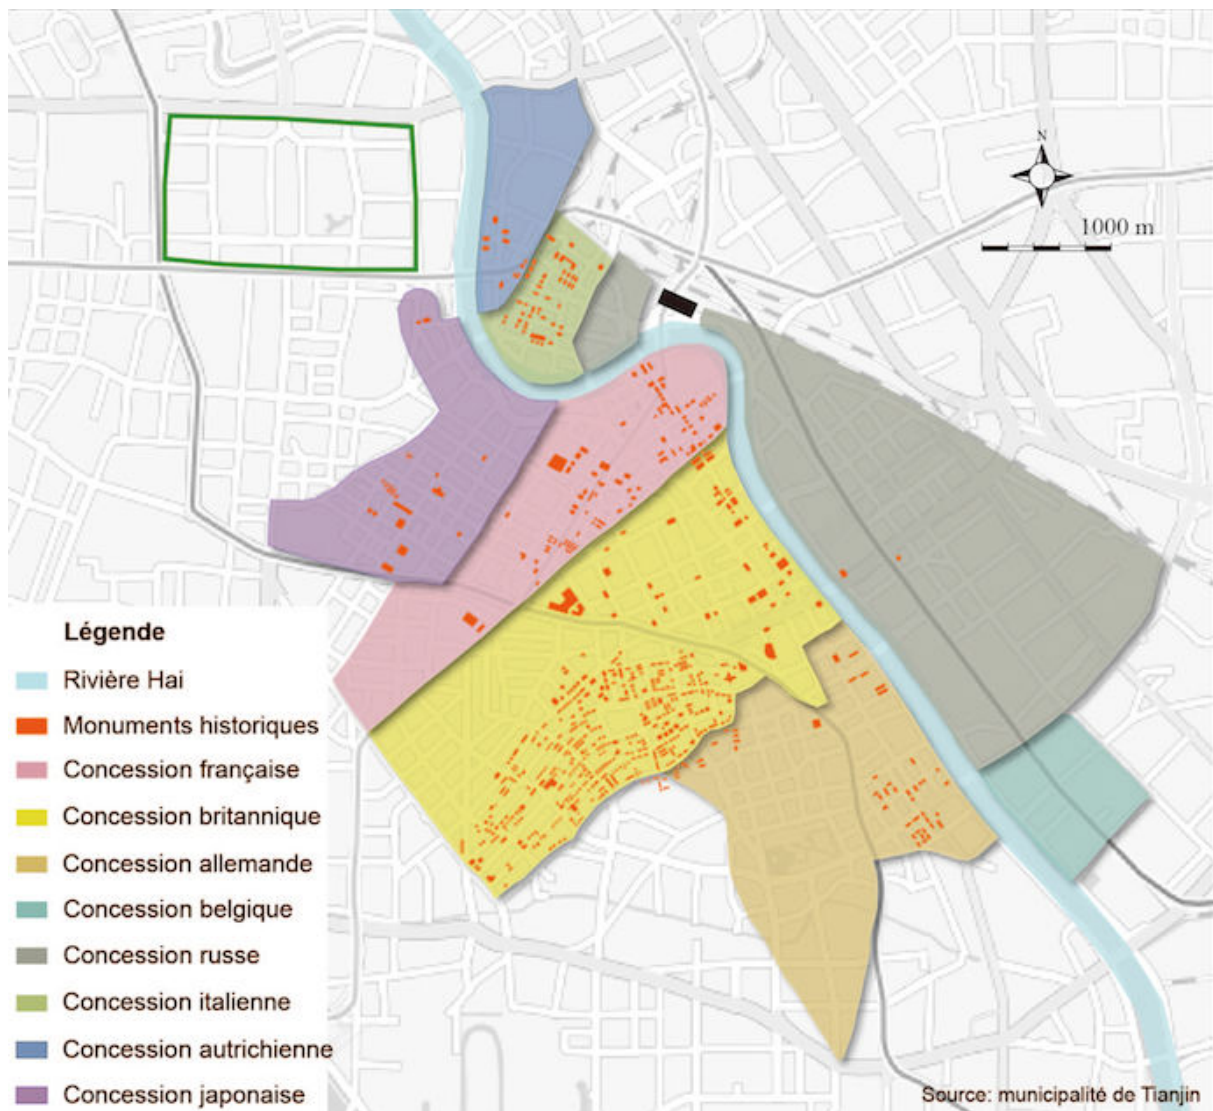 N
1000 m
Légende
Rivière Hai
Monuments historiques
Concession française
Concession britannique
Concession allemande
Concession belgique
Concession russe
Concession italienne
Concession autrichienne
Concession japonaise
Source: municipalité de Tianjin